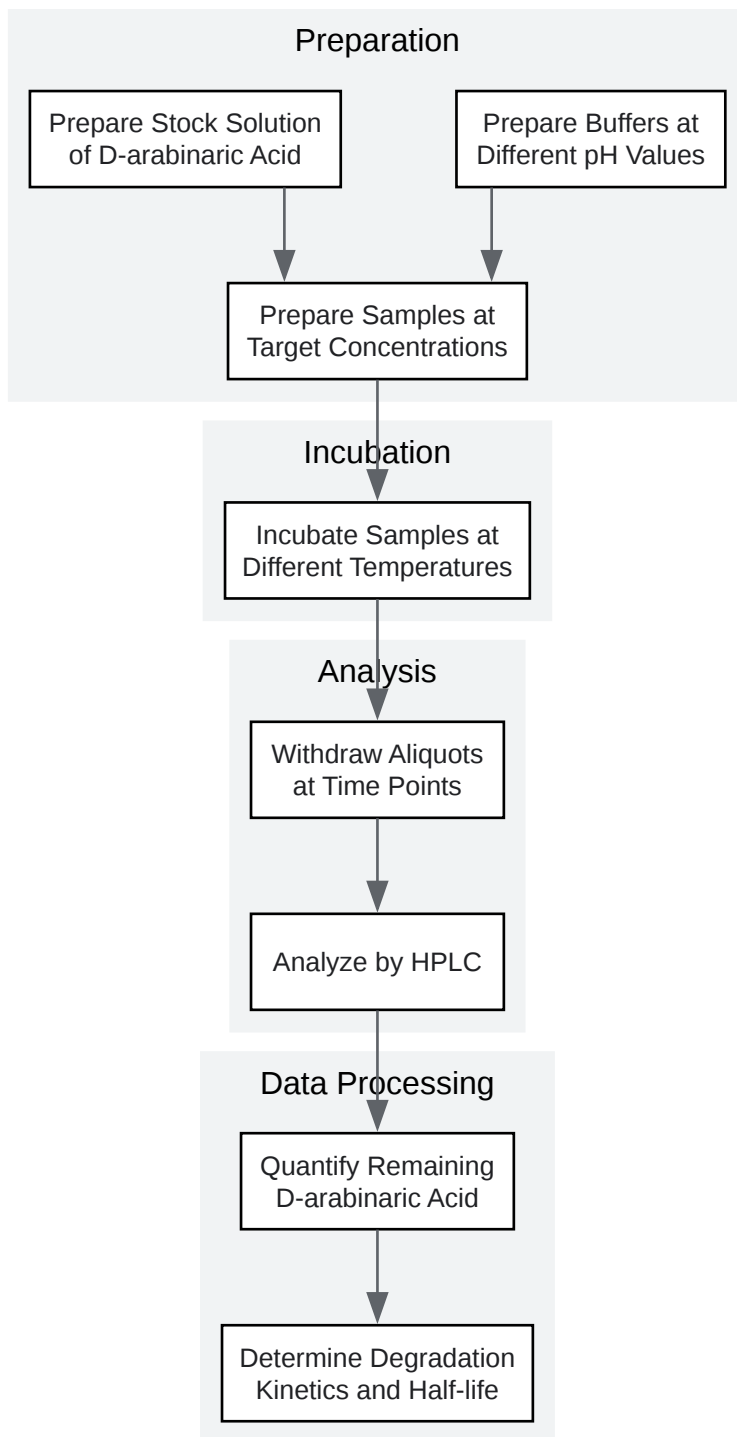 Preparation
Prepare Stock Solution
of D-arabinaric Acid
Prepare Buffers at
Different pH Values
Prepare Samples at
Target Concentrations
Incubation
Incubate Samples at
Different Temperatures
Analysis
Withdraw Aliquots
at Time Points
Analyze by HPLC
Data Processing
Quantify Remaining
D-arabinaric Acid
Determine Degradation
Kinetics and Half-life